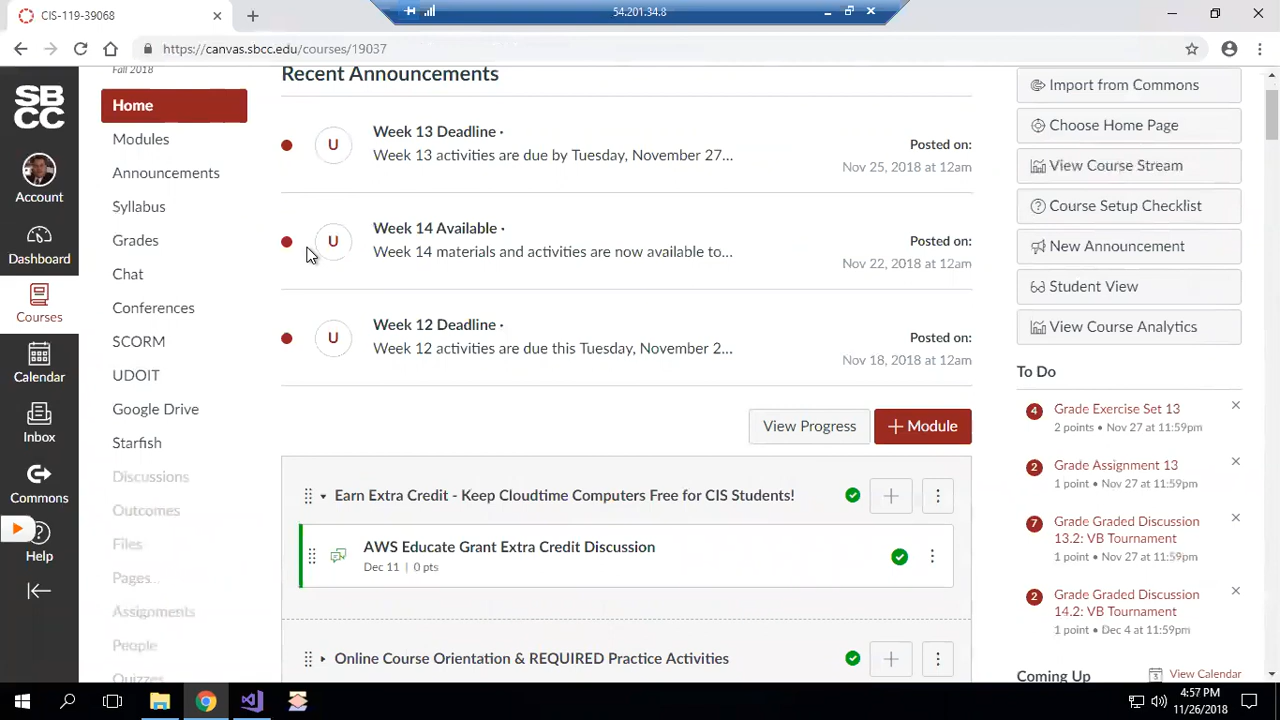 CIS-119-39068
54.201.34.8
https://canvas.sbcc.edu/courses/19037
SB
CC
Account
Dashboard
Courses
Calendar
Inbox
Commons
Help
Fall 2018
Home
Modules
Announcements
Syllabus
Grades
Chat
Conferences
SCORM
UDOIT
Google Drive
Starfish
Discussions
Outcomes
Files
Pages
Assignments
People
Quizzes
Recent Announcements
U
Week 13 Deadline ·
Week 13 activities are due by Tuesday, November 27...
Posted on:
Nov 25, 2018 at 12am
U
Week 14 Available ·
Week 14 materials and activities are now available to...
Posted on:
Nov 22, 2018 at 12am
U
Week 12 Deadline ·
Week 12 activities are due this Tuesday, November 2...
Posted on:
Nov 18, 2018 at 12am
View Progress
+ Module
Earn Extra Credit - Keep Cloudtime Computers Free for CIS Students!
AWS Educate Grant Extra Credit Discussion
Dec 11 | 0 pts
Online Course Orientation & REQUIRED Practice Activities
Import from Commons
Choose Home Page
View Course Stream
Course Setup Checklist
New Announcement
Student View
View Course Analytics
To Do
4 Grade Exercise Set 13
2 points • Nov 27 at 11:59pm
2 Grade Assignment 13
1 point • Nov 27 at 11:59pm
7 Grade Graded Discussion
13.2: VB Tournament
1 point • Nov 27 at 11:59pm
2 Grade Graded Discussion
14.2: VB Tournament
1 point • Dec 4 at 11:59pm
Coming Up
View Calendar
4:57 PM
11/26/2018